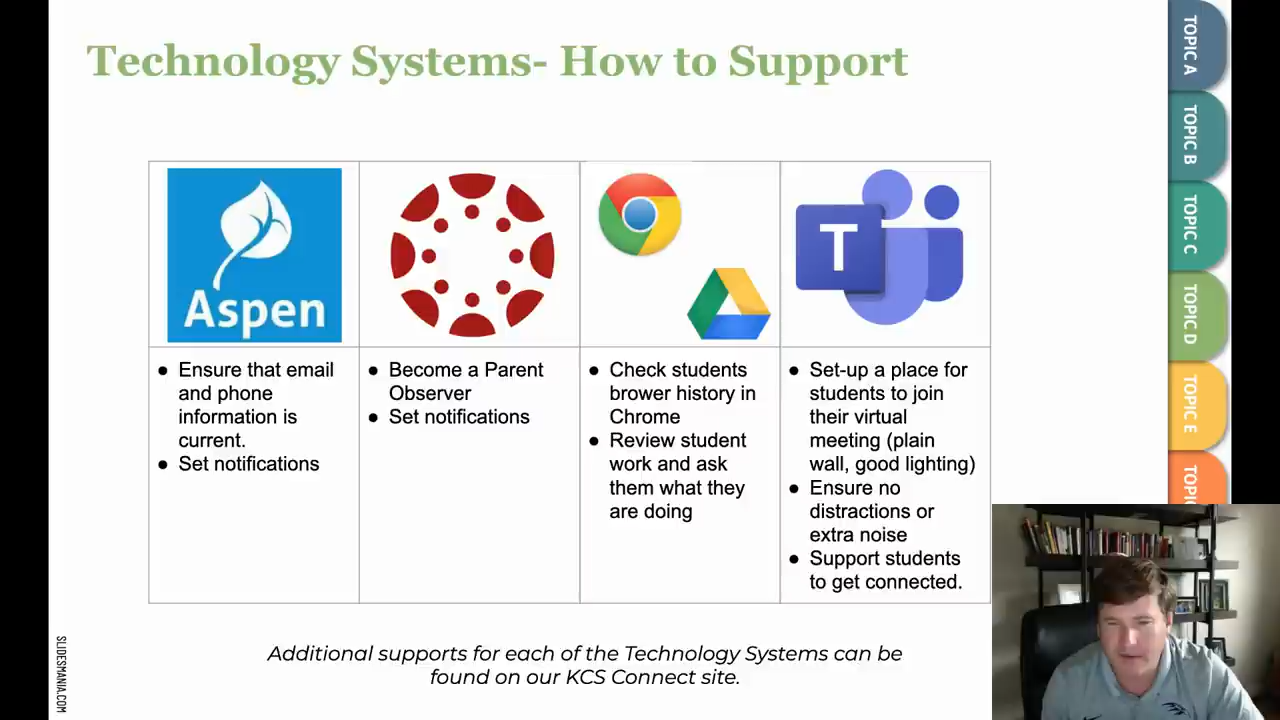 Technology Systems- How to Support
Aspen
T
● Ensure that email
and phone
information is
current.
● Set notifications
● Become a Parent
Observer
● Set notifications
● Check students
brower history in
Chrome
● Review student
work and ask
them what they
are doing
● Set-up a place for
students to join
their virtual
meeting (plain
wall, good lighting)
● Ensure no
distractions or
extra noise
● Support students
to get connected.
Additional supports for each of the Technology Systems can be
found on our KCS Connect site.
TOPIC A
TOPIC B
TOPIC C
TOPIC D
TOPIC E
TOPIC
SLIDESMANIA.COM